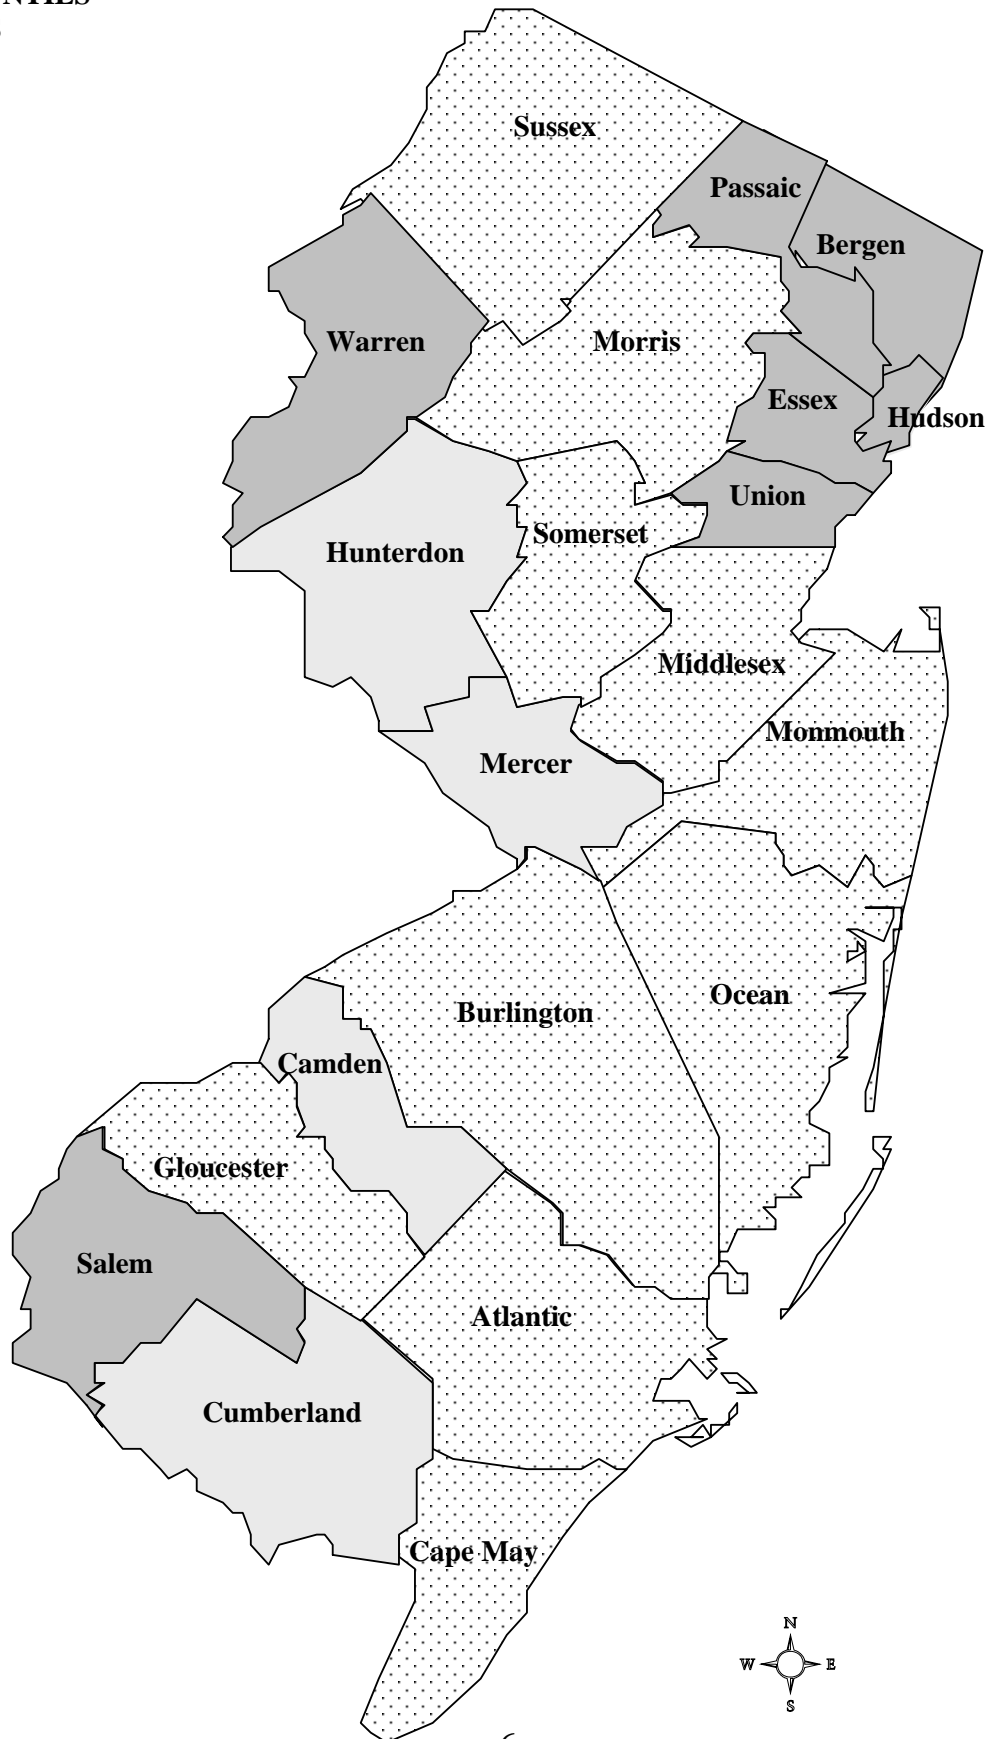 Sussex
Passaic
Bergen
Warren
Morris
Essex
Hudson
Union
Somerset
Hunterdon
Middlesex
Monmouth
Mercer
Ocean
Burlington
Camden
Gloucester
Salem
Atlantic
Cumberland
Cape May
N
W E
S